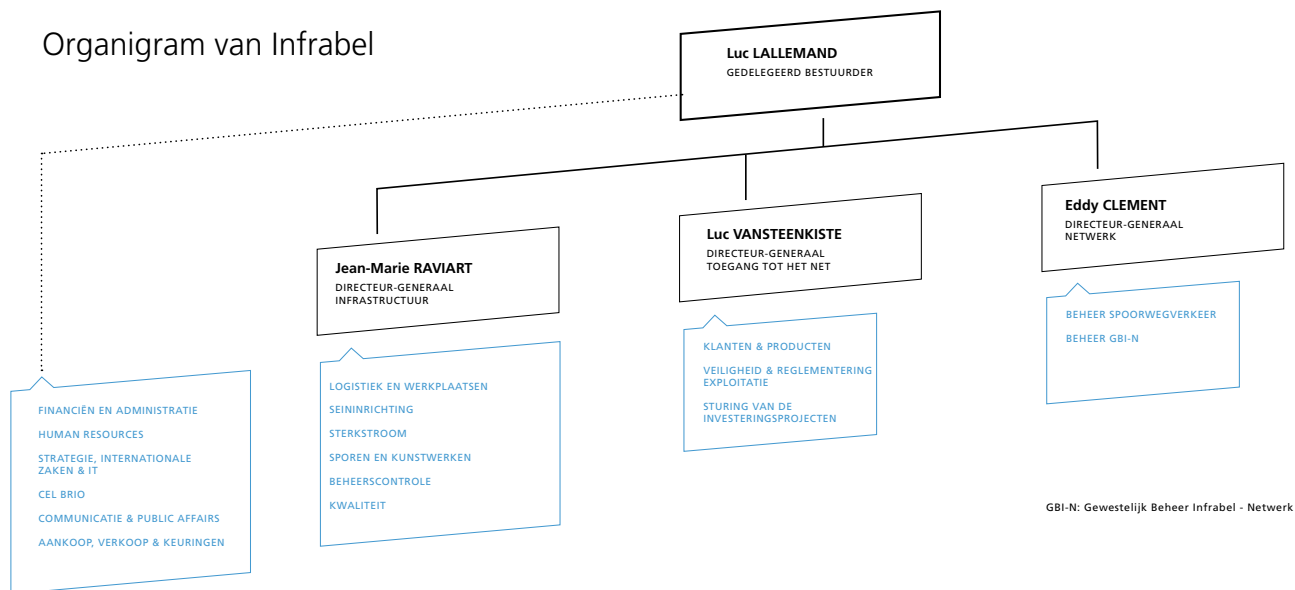 Organigram van Infrabel
Luc LALLEMAND
GEDELEGEERD BESTUURDER
Jean-Marie RAVIART
DIRECTEUR-GENERAAL
INFRASTRUCTUUR
Luc VANSTEENKISTE
DIRECTEUR-GENERAAL
TOEGANG TOT HET NET
Eddy CLEMENT
DIRECTEUR-GENERAAL
NETWERK
FINANCIËN EN ADMINISTRATIE
HUMAN RESOURCES
STRATEGIE, INTERNATIONALE
ZAKEN & IT
CEL BRIO
COMMUNICATIE & PUBLIC AFFAIRS
AANKOOP, VERKOOP & KEURINGEN
LOGISTIEK EN WERKPLAATSEN
SEININRICHTING
STERKSTROOM
SPOREN EN KUNSTWERKEN
BEHEERSCONTROLE
KWALITEIT
KLANTEN & PRODUCTEN
VEILIGHEID & REGLEMENTERING
EXPLOITATIE
STURING VAN DE
INVESTERINGSPROJECTEN
BEHEER SPOORWEGVERKEER
BEHEER GBI-N
GBI-N: Gewestelijk Beheer Infrabel - Netwerk